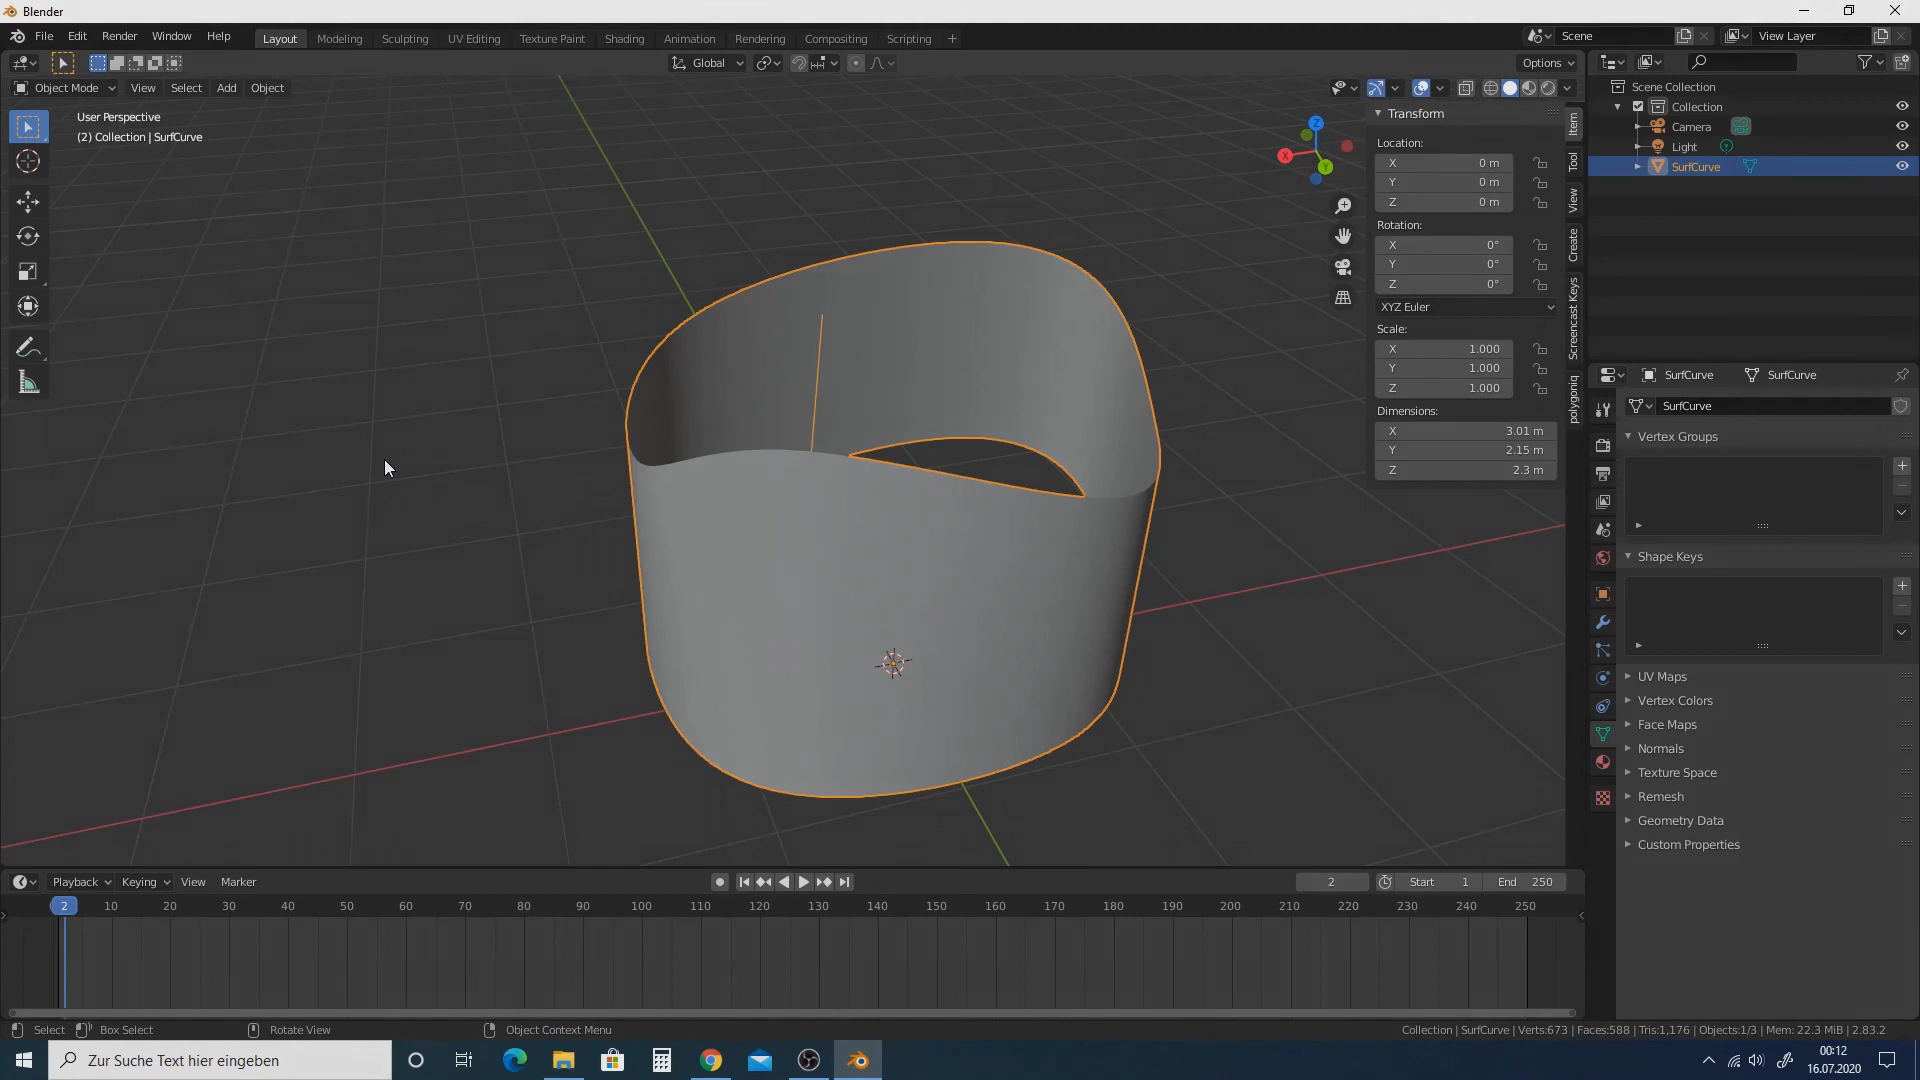 Blender
File Edit Render Window Help
Layout Modeling Sculpting UV Editing Texture Paint Shading Animation Rendering Compositing Scripting +
Scene
View Layer
Global
Options
Object Mode View Select Add Object
User Perspective
(2) Collection | SurfCurve
X
Y
Z
Transform
Location:
X 0 m
Y 0 m
Z 0 m
Rotation:
X 0°
Y 0°
Z 0°
XYZ Euler
Scale:
X 1.000
Y 1.000
Z 1.000
Dimensions:
X 3.01 m
Y 2.15 m
Z 2.3 m
Item
Tool
View
Create
Screencast Keys
polygoniq
Scene Collection
Collection
Camera
Light
SurfCurve
SurfCurve SurfCurve
SurfCurve
Vertex Groups
Shape Keys
UV Maps
Vertex Colors
Face Maps
Normals
Texture Space
Remesh
Geometry Data
Custom Properties
Playback Keying View Marker
2 Start 1 End 250
2 10 20 30 40 50 60 70 80 90 100 110 120 130 140 150 160 170 180 190 200 210 220 230 240 250
Select Box Select Rotate View Object Context Menu
Collection | SurfCurve | Verts:673 | Faces:588 | Tris:1,176 | Objects:1/3 | Mem: 22.3 MiB | 2.83.2
Zur Suche Text hier eingeben
00:12
16.07.2020